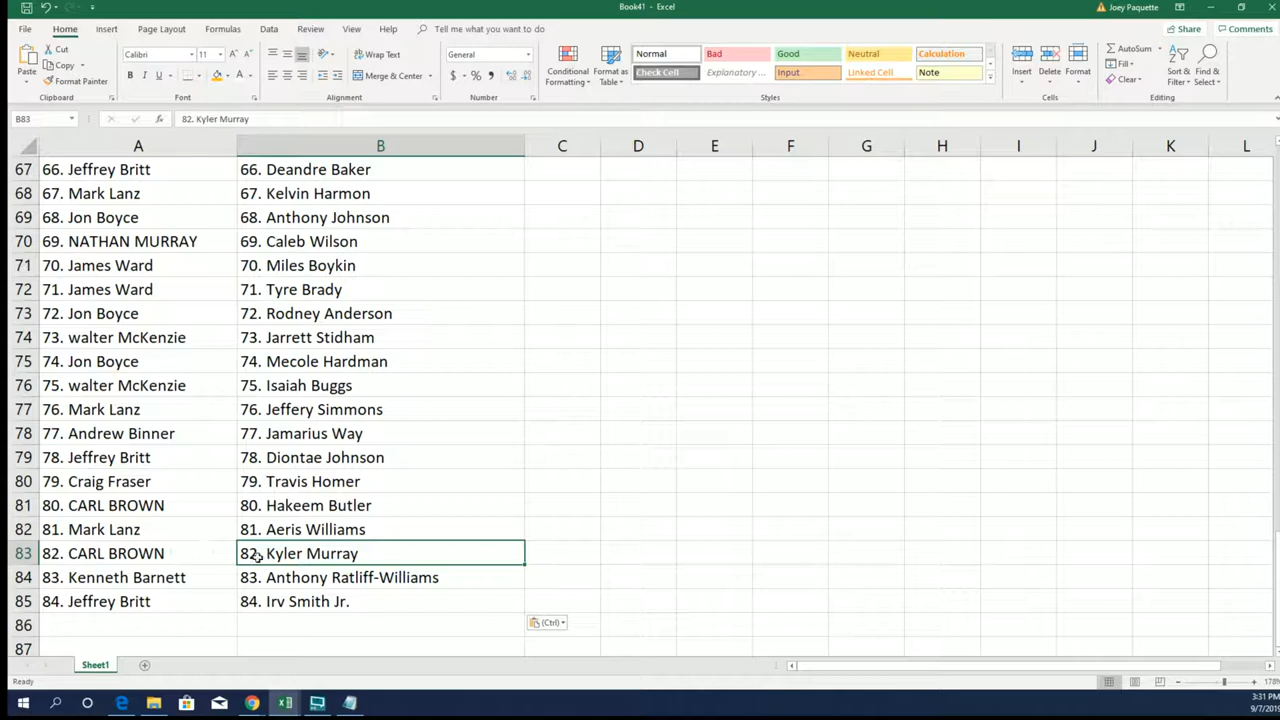 Book41 - Excel
Joey Paquette
File Home Insert Page Layout Formulas Data Review View Help Tell me what you want to do Share Comments
Paste Cut Copy Format Painter Clipboard
Calibri 11 B I U A Font
Wrap Text Merge & Center Alignment
General $ % , Number
Conditional Formatting Format as Table
Normal Bad Good Neutral Calculation
Check Cell Explanatory ... Input Linked Cell Note
Styles
Insert Delete Format Cells
AutoSum Fill Clear Sort & Filter Find & Select Editing
B83 fx 82. Kyler Murray
A B C D E F G H I J K L
67 66. Jeffrey Britt 66. Deandre Baker
68 67. Mark Lanz 67. Kelvin Harmon
69 68. Jon Boyce 68. Anthony Johnson
70 69. NATHAN MURRAY 69. Caleb Wilson
71 70. James Ward 70. Miles Boykin
72 71. James Ward 71. Tyre Brady
73 72. Jon Boyce 72. Rodney Anderson
74 73. walter McKenzie 73. Jarrett Stidham
75 74. Jon Boyce 74. Mecole Hardman
76 75. walter McKenzie 75. Isaiah Buggs
77 76. Mark Lanz 76. Jeffery Simmons
78 77. Andrew Binner 77. Jamarius Way
79 78. Jeffrey Britt 78. Diontae Johnson
80 79. Craig Fraser 79. Travis Homer
81 80. CARL BROWN 80. Hakeem Butler
82 81. Mark Lanz 81. Aeris Williams
83 82. CARL BROWN 82. Kyler Murray
84 83. Kenneth Barnett 83. Anthony Ratliff-Williams
85 84. Jeffrey Britt 84. Irv Smith Jr.
86 (Ctrl)
87
Sheet1
Ready 178%
3:31 PM